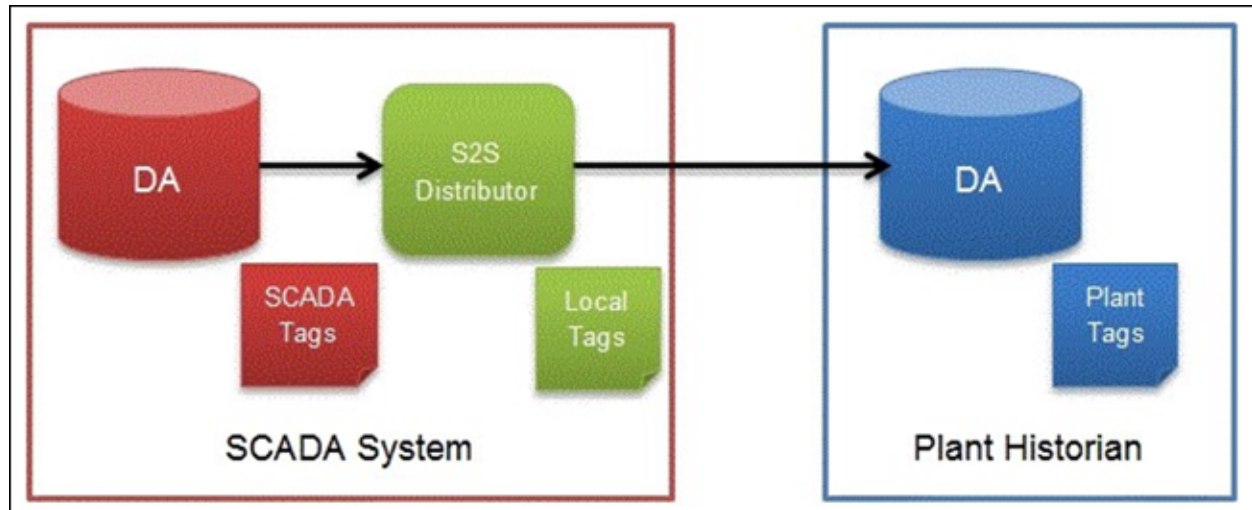 DA
S2S
Distributor
DA
SCADA
Tags
Local
Tags
Plant
Tags
SCADA System
Plant Historian